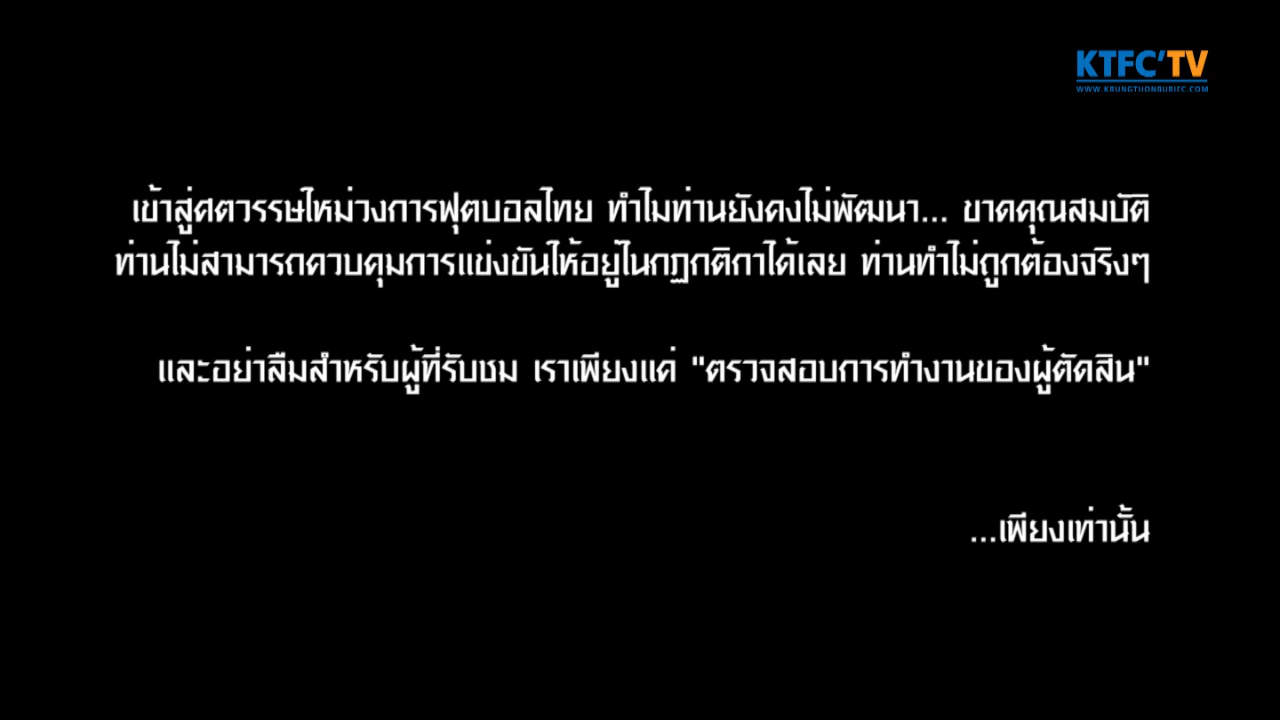 KTFC'TV
WWW.KRUNGTHONBURIFC.COM
เข้าสู่ศตวรรษใหม่วงการฟุตบอลไทย ทำไมท่านยังคงไม่พัฒนา... ขาดคุณสมบัติ
ท่านไม่สามารถควบคุมการแข่งขันให้อยู่ในกฏกติกาได้เลย ท่านทำไม่ถูกต้องจริงๆ
และอย่าลืมสำหรับผู้ที่รับชม เราเพียงแค่ "ตรวจสอบการทำงานของผู้ตัดสิน"
...เพียงเท่านั้น